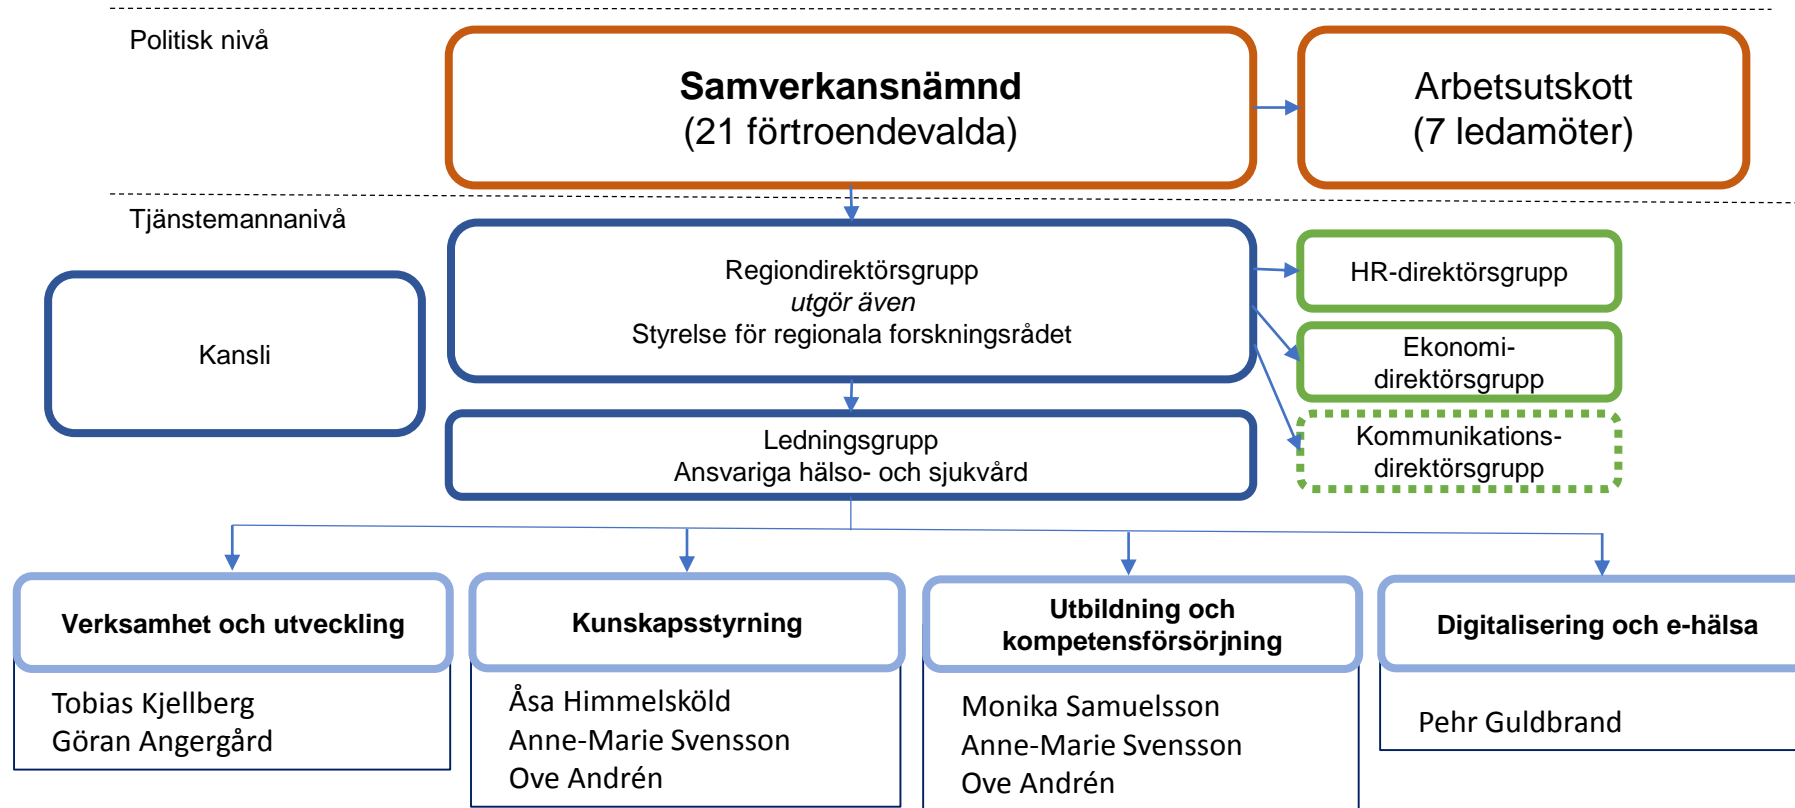 Politisk nivå
Samverkansnämnd
(21 förtroendevalda)
Arbetsutskott
(7 ledamöter)
Tjänstemannanivå
Kansli
Regiondirektörsgrupp
utgör även
Styrelse för regionala forskningsrådet
HR-direktörsgrupp
Ekonomi-
direktörsgrupp
Kommunikations-
direktörsgrupp
Ledningsgrupp
Ansvariga hälso- och sjukvård
Verksamhet och utveckling
Tobias Kjellberg
Göran Angergård
Kunskapsstyrning
Åsa Himmelsköld
Anne-Marie Svensson
Ove Andrén
Utbildning och
kompetensförsörjning
Monika Samuelsson
Anne-Marie Svensson
Ove Andrén
Digitalisering och e-hälsa
Pehr Guldbrand